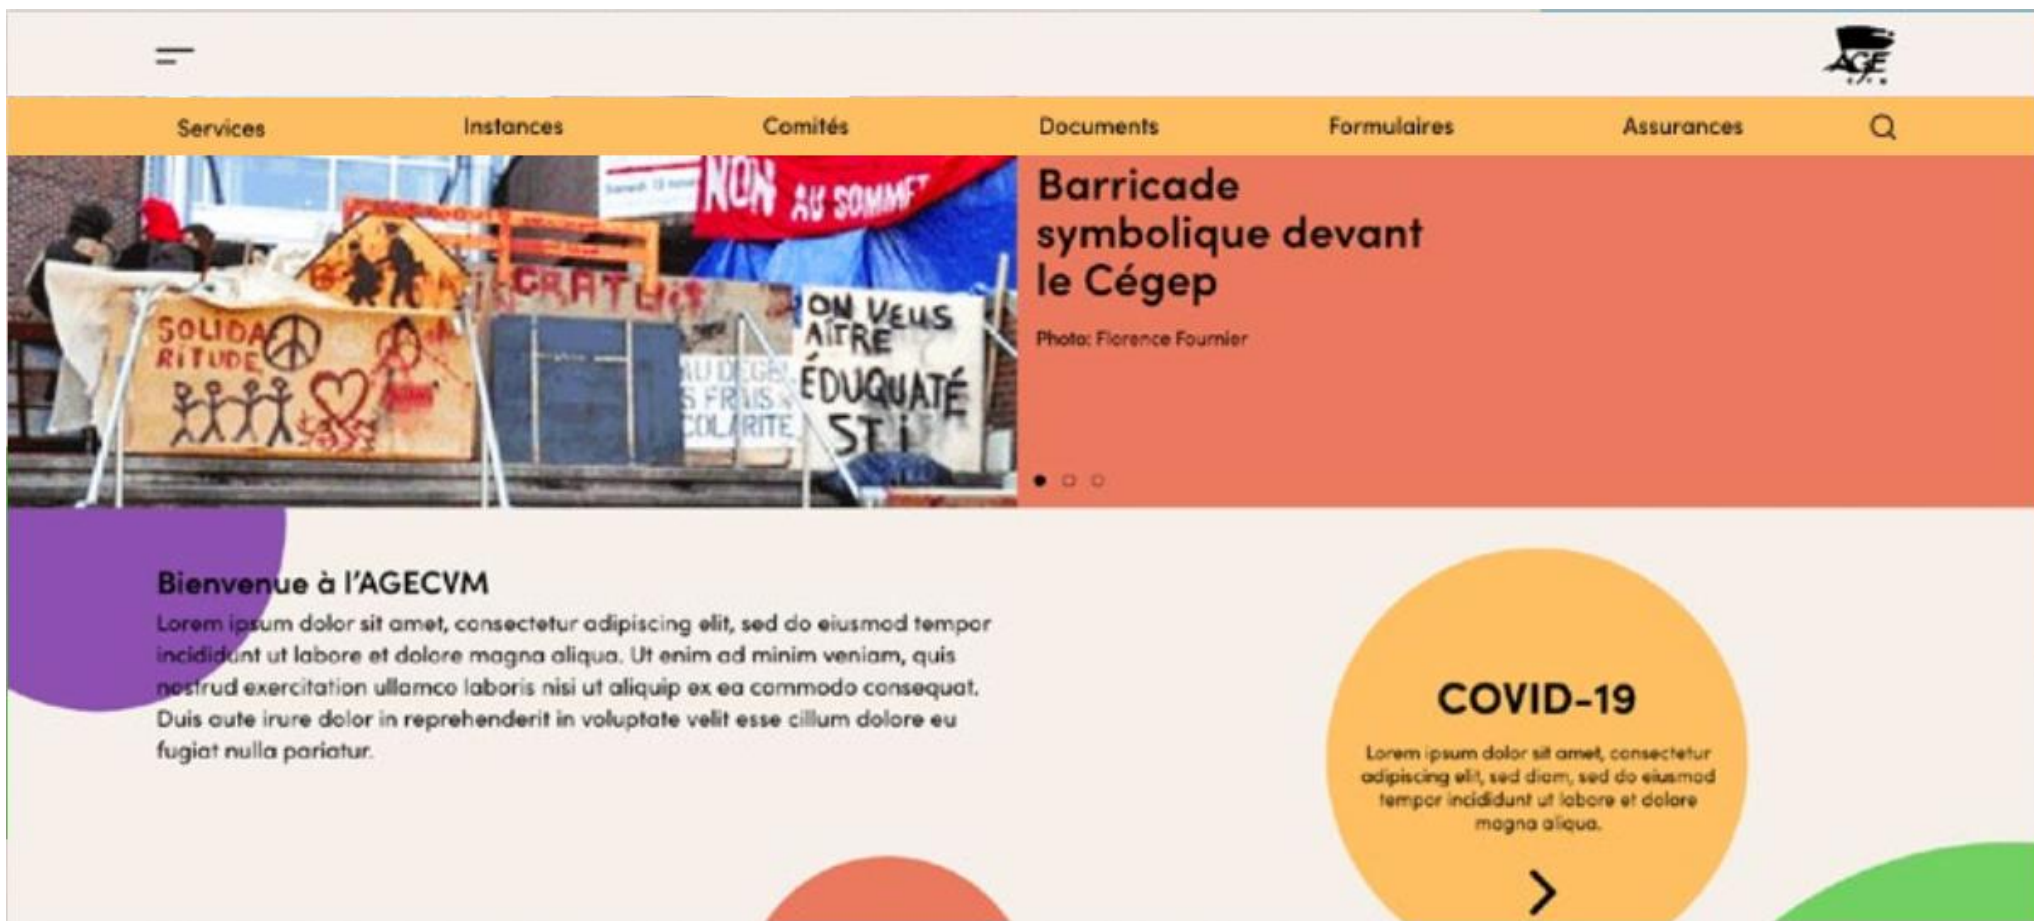 AGE
CVM
Services Instances Comités Documents Formulaires Assurances
NON AU SOMMET
GRATUIT
SOLIDA
RITUDE
ON VEUS
AÎTRE
ÉDUQUATÉ
STI
AU DÉGEL
S FRAIS
COLARITE
Barricade
symbolique devant
le Cégep
Photo: Florence Fournier
Bienvenue à l'AGECVM
Lorem ipsum dolor sit amet, consectetur adipiscing elit, sed do eiusmod tempor
incididunt ut labore et dolore magna aliqua. Ut enim ad minim veniam, quis
nostrud exercitation ullamco laboris nisi ut aliquip ex ea commodo consequat.
Duis aute irure dolor in reprehenderit in voluptate velit esse cillum dolore eu
fugiat nulla pariatur.
COVID-19
Lorem ipsum dolor sit amet, consectetur
adipiscing elit, sed diam, sed do eiusmod
tempor incididunt ut labore et dolore
magna aliqua.